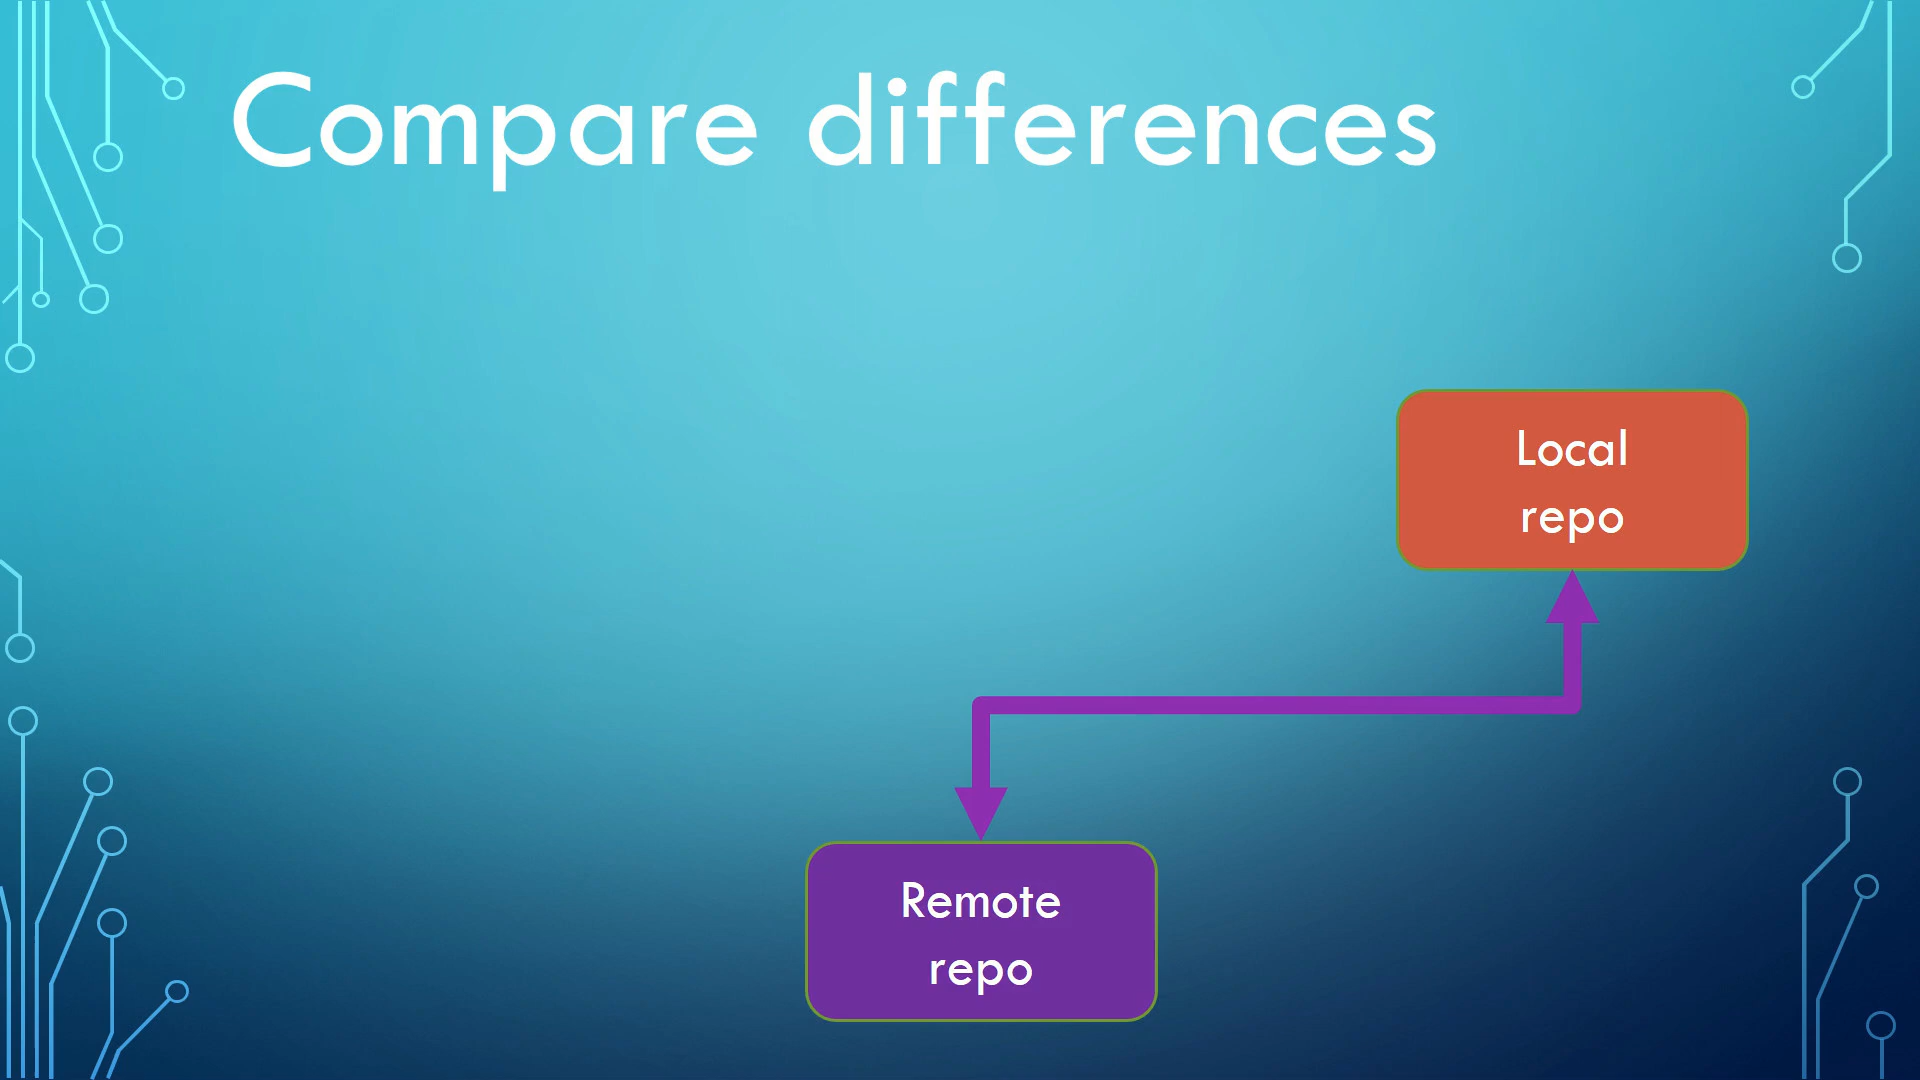 Compare differences
Local
repo
Remote
repo